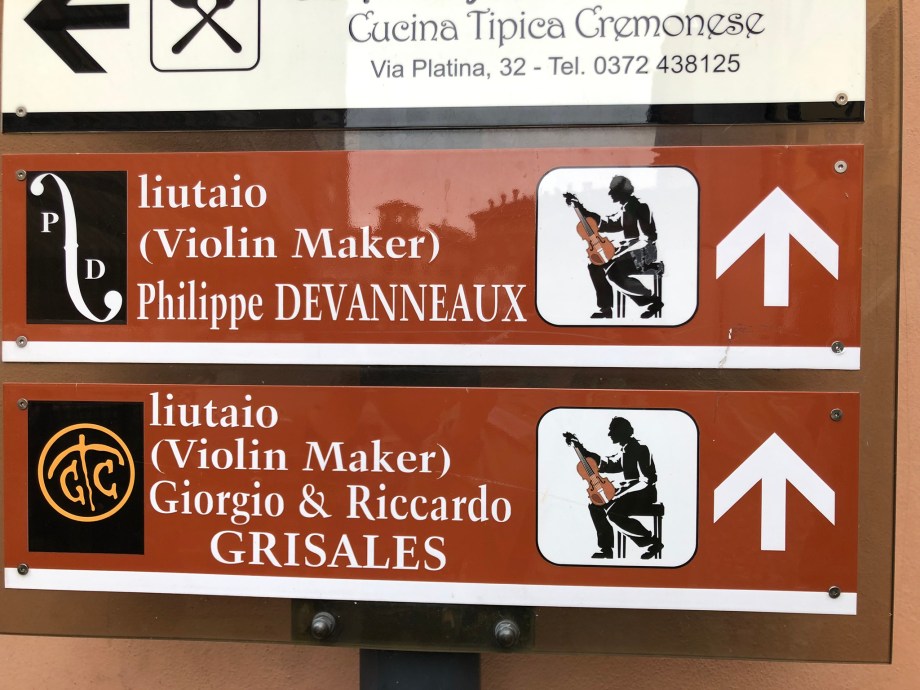 Cucina Tipica Cremonese
Via Platina, 32 - Tel. 0372 438125
P D
liutaio
(Violin Maker)
Philippe DEVANNEAUX
GG
liutaio
(Violin Maker)
Giorgio & Riccardo
GRISALES